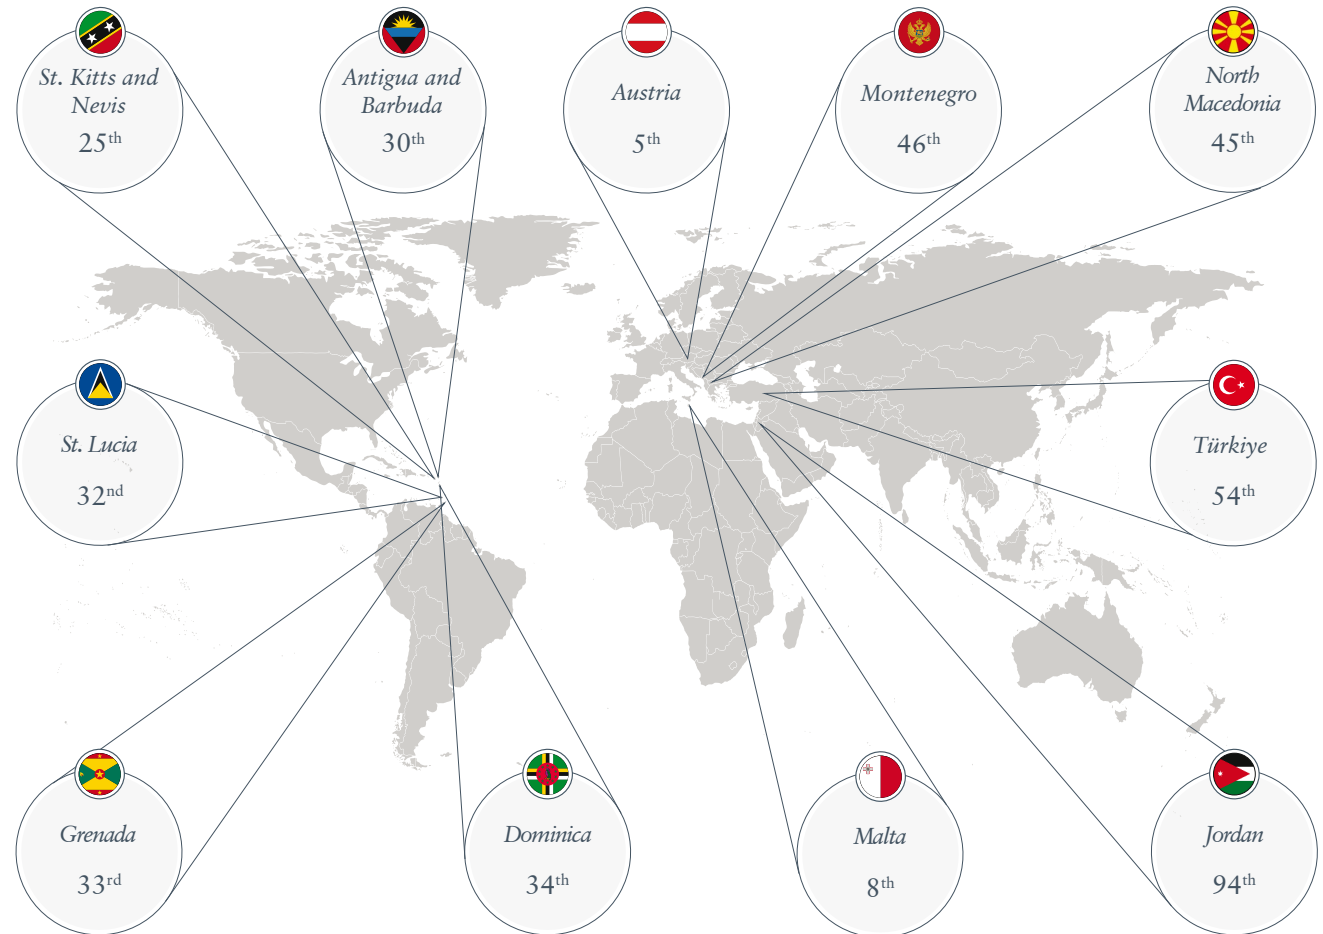 St. Kitts and
Nevis
25th
Antigua and
Barbuda
30th
Austria
5th
Montenegro
46th
North
Macedonia
45th
St. Lucia
32nd
Türkiye
54th
Grenada
33rd
Dominica
34th
Malta
8th
Jordan
94th